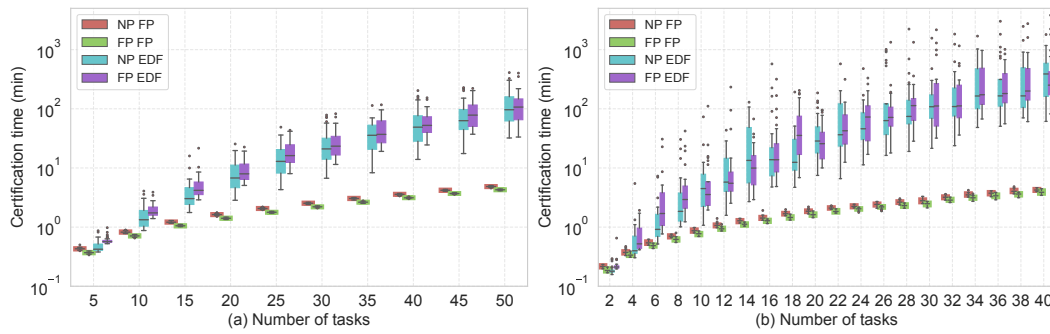 NP FP
FP FP
NP EDF
FP EDF
Certification time (min)
10³
10²
10¹
10⁰
10⁻¹
5 10 15 20 25 30 35 40 45 50
(a) Number of tasks
NP FP
FP FP
NP EDF
FP EDF
Certification time (min)
10³
10²
10¹
10⁰
10⁻¹
2 4 6 8 10 12 14 16 18 20 22 24 26 28 30 32 34 36 38 40
(b) Number of tasks